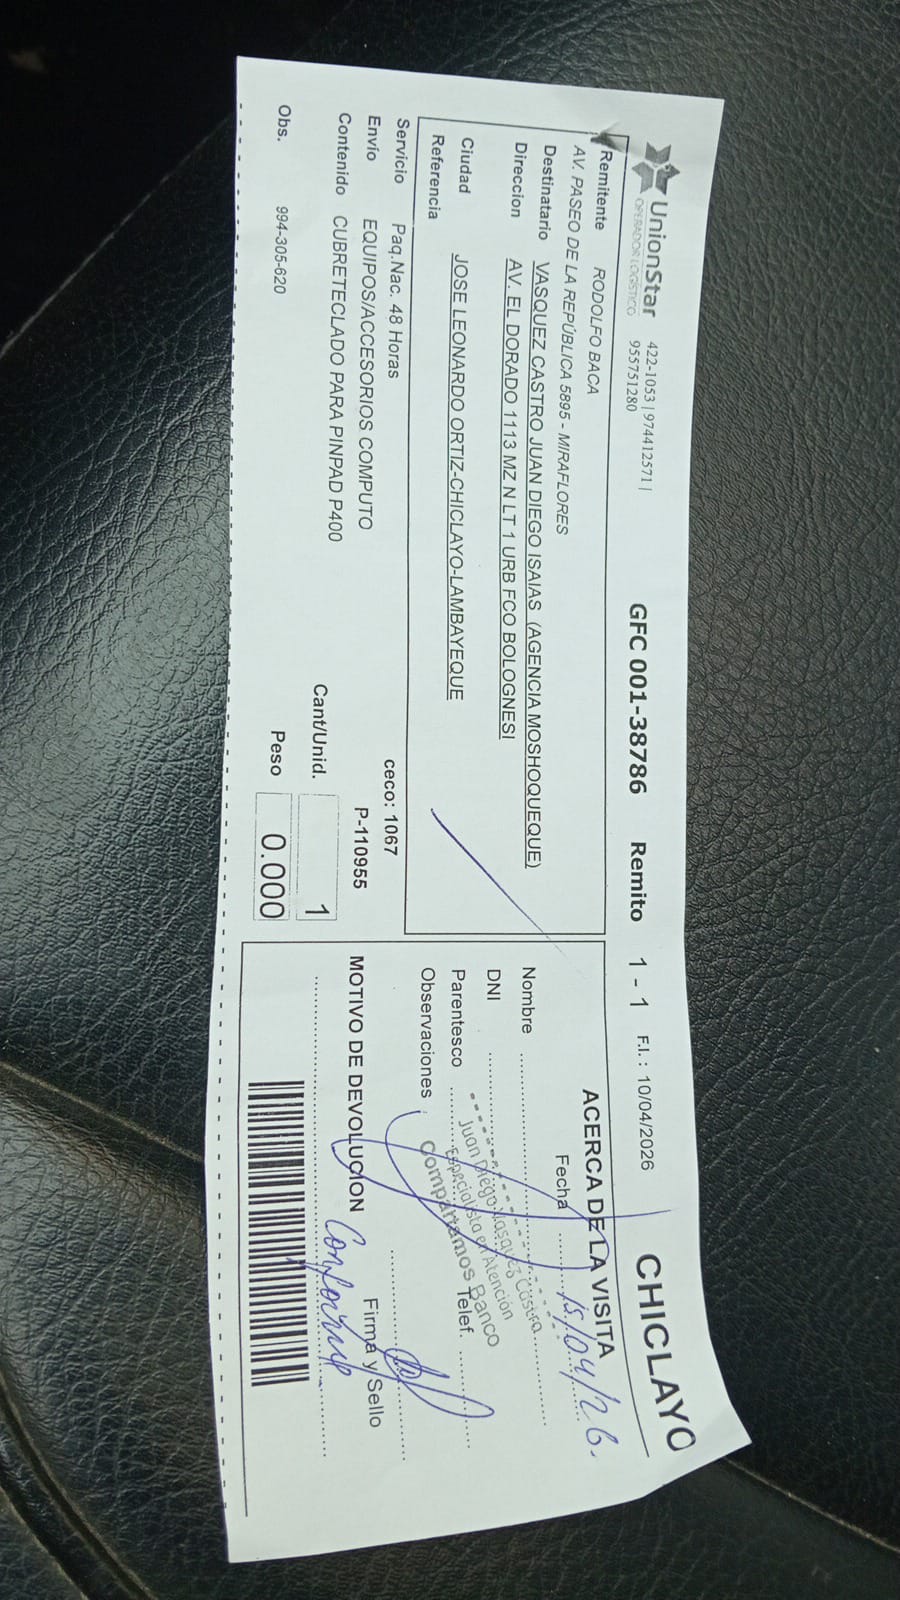 UnionStar
OPERADOR LOGÍSTICO
422-1053 | 974412571 |
955751280
GFC 001-38786 Remito 1 - 1 F.I.: 10/04/2026 CHICLAYO
Remitente RODOLFO BACA
AV. PASEO DE LA REPÚBLICA 5895 - MIRAFLORES
Destinatario VASQUEZ CASTRO JUAN DIEGO ISAIAS (AGENCIA MOSHOQUEQUE)
Direccion AV. EL DORADO 1113 MZ N LT 1 URB FCO BOLOGNESI
Ciudad JOSE LEONARDO ORTIZ-CHICLAYO-LAMBAYEQUE
Referencia
Servicio Paq.Nac. 48 Horas ceco: 1067
Envío EQUIPOS/ACCESORIOS COMPUTO P-110955
Contenido CUBRETECLADO PARA PINPAD P400
Cant/Unid. 1
Obs. 994-305-620 Peso 0.000
ACERCA DE LA VISITA
Fecha 15/04/26.
Nombre
DNI
Parentesco Telef.
Observaciones
Juan Diego Vasquez Castro
Especialista en Atención
Compartamos Banco
Firma y Sello
MOTIVO DE DEVOLUCION
Conforme